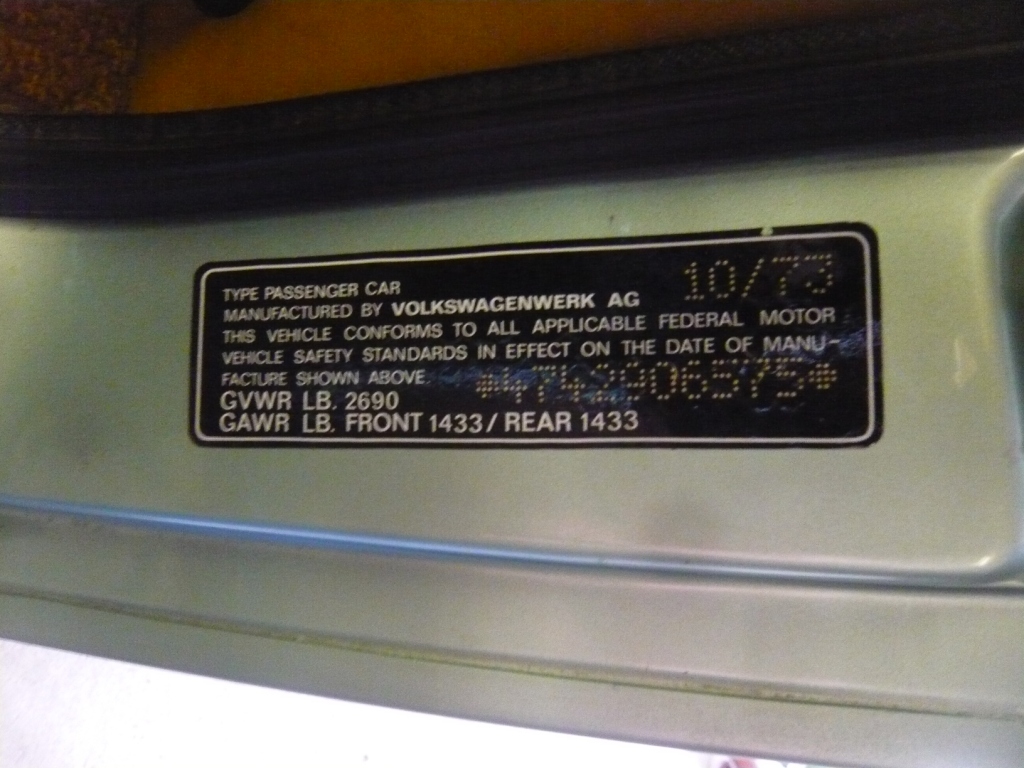 TYPE PASSENGER CAR 10/73
MANUFACTURED BY VOLKSWAGENWERK AG
THIS VEHICLE CONFORMS TO ALL APPLICABLE FEDERAL MOTOR
VEHICLE SAFETY STANDARDS IN EFFECT ON THE DATE OF MANU-
FACTURE SHOWN ABOVE. *4742906575*
GVWR LB. 2690
GAWR LB. FRONT 1433/ REAR 1433